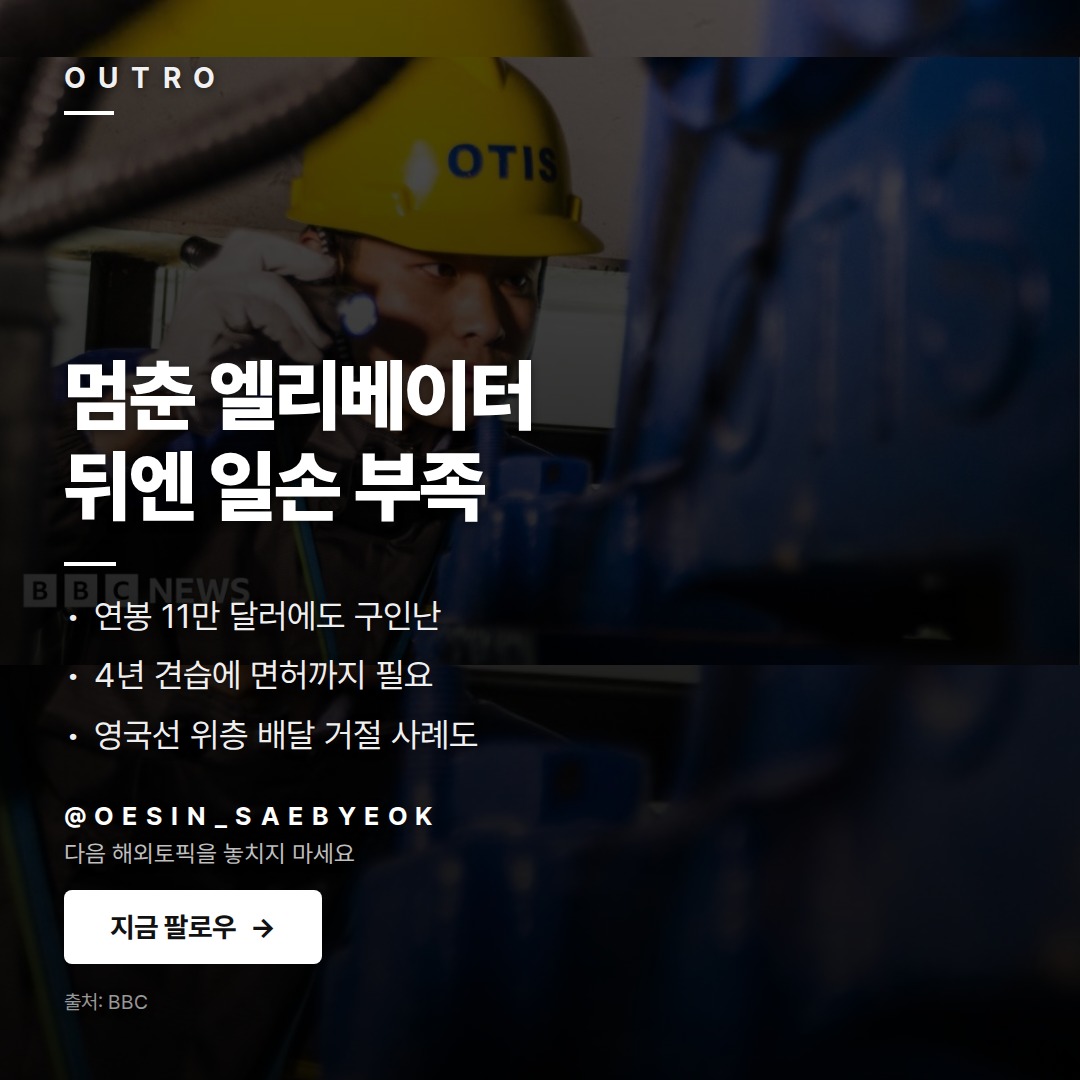 OUTRO
OTIS
멈춘 엘리베이터
뒤엔 일손 부족
BBC NEWS
• 연봉 11만 달러에도 구인난
• 4년 견습에 면허까지 필요
• 영국선 위층 배달 거절 사례도
@OESIN_SAEBYEOK
다음 해외토픽을 놓치지 마세요
지금 팔로우 →
출처: BBC